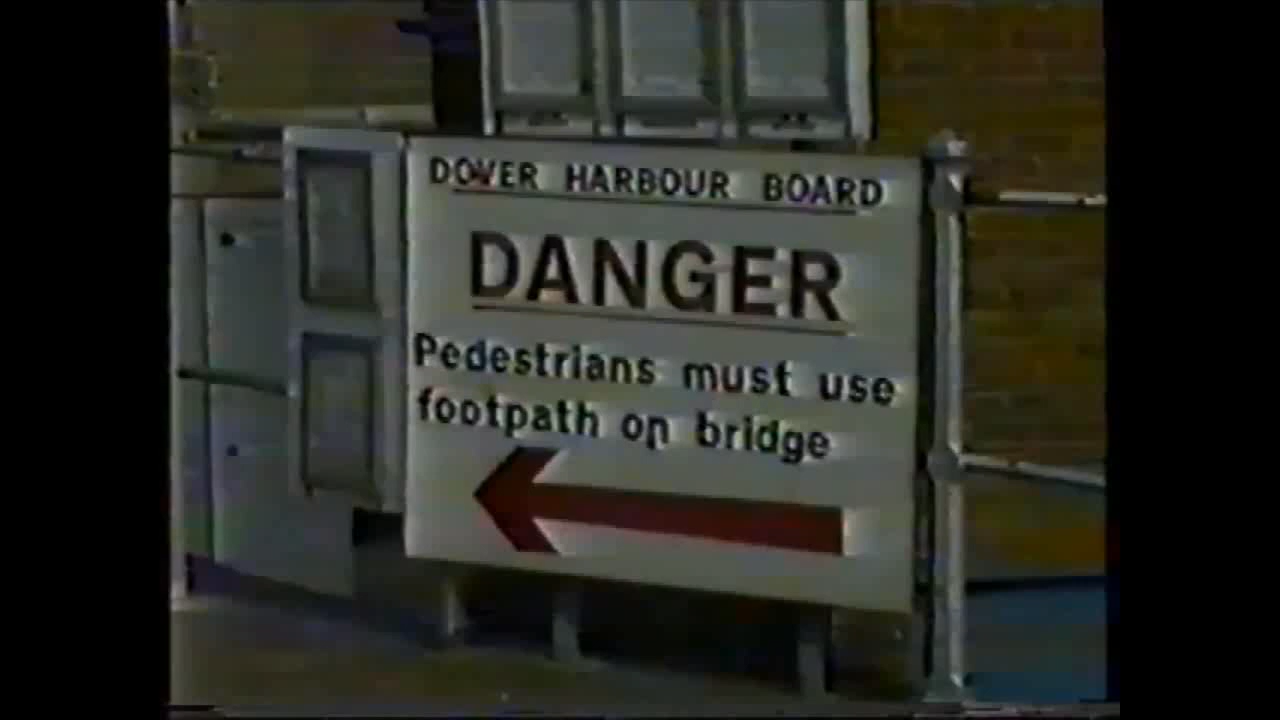 DOVER HARBOUR BOARD
DANGER
Pedestrians must use
footpath on bridge